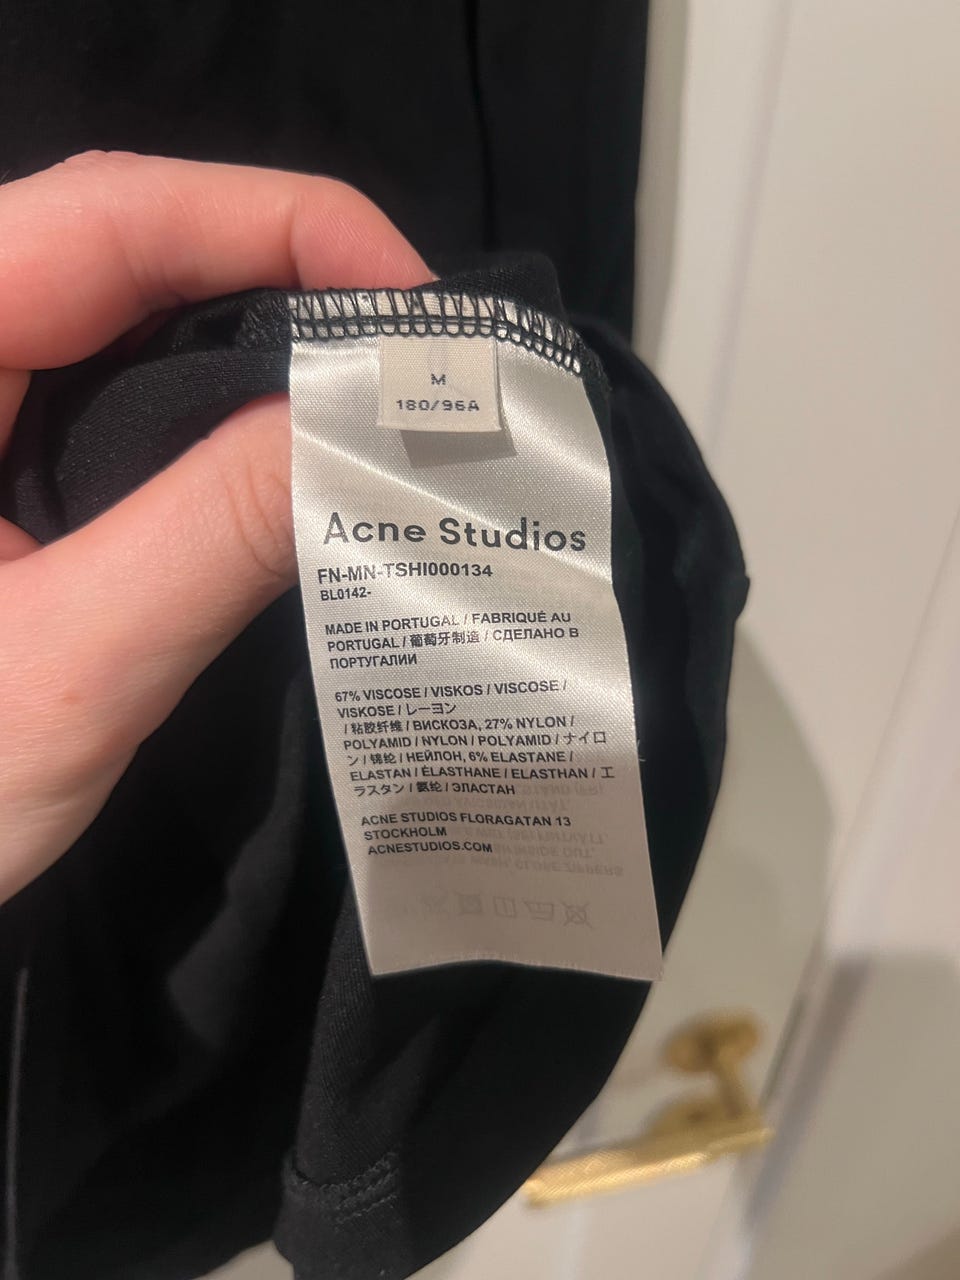 M
180/96A
Acne Studios
FN-MN-TSHI000134
BL0142-
MADE IN PORTUGAL / FABRIQUÉ AU
PORTUGAL / 葡萄牙制造 / СДЕЛАНО В
ПОРТУГАЛИИ
67% VISCOSE / VISKOS / VISCOSE /
VISKOSE / レーヨン
/ 粘胶纤维 / ВИСКОЗА, 27% NYLON /
POLYAMID / NYLON / POLYAMID / ナイロ
ン / 锦纶 / НЕЙЛОН, 6% ELASTANE /
ELASTAN / ÉLASTHANE / ELASTHAN / エ
ラスタン / 氨纶 / ЭЛАСТАН
ACNE STUDIOS FLORAGATAN 13
STOCKHOLM
ACNESTUDIOS.COM